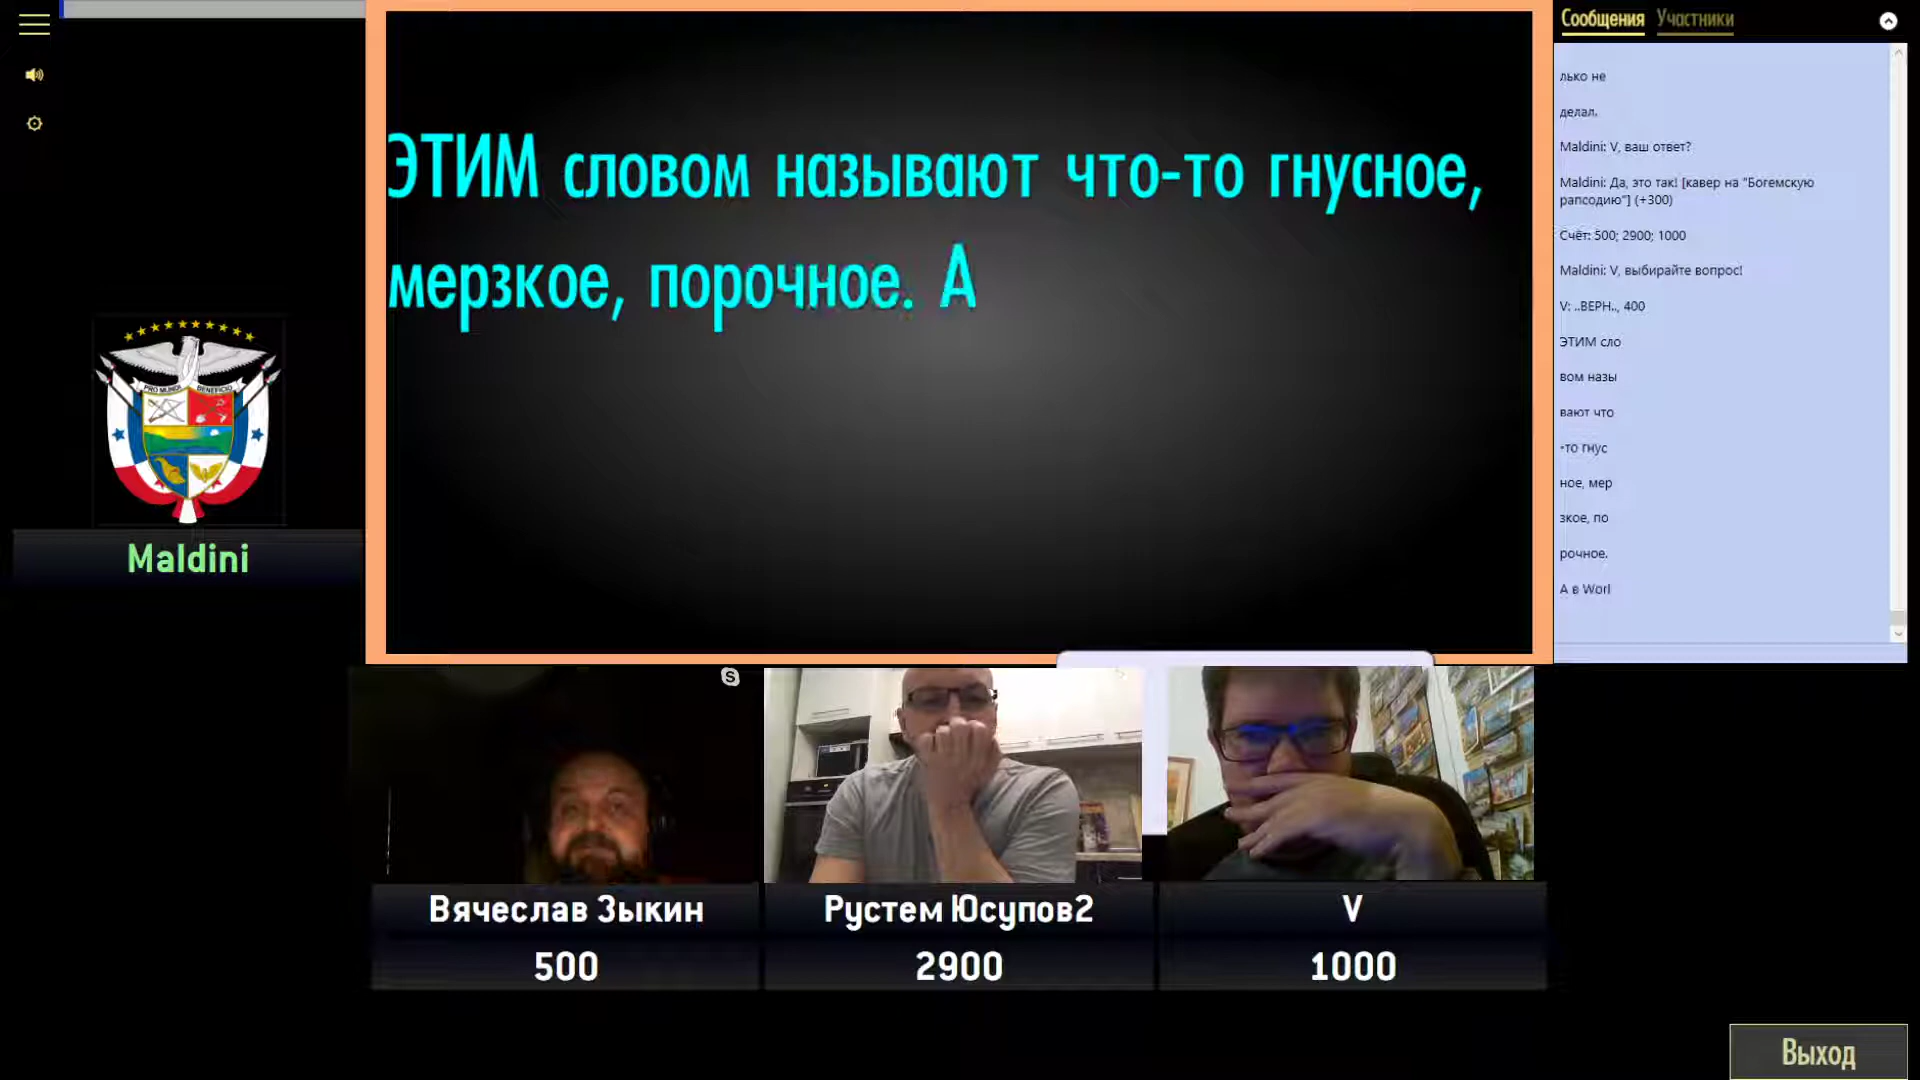 Сообщения Участники
ЭТИМ словом называют что-то гнусное,
мерзкое, порочное. А
лько не
делал.
Maldini: V, ваш ответ?
Maldini: Да, это так! [кавер на "Богемскую
рапсодию"] (+300)
Счёт: 500; 2900; 1000
Maldini: V, выбирайте вопрос!
V: ..ВЕРН.., 400
ЭТИМ сло
вом назы
вают что
-то гнус
ное, мер
зкое, по
рочное.
А в Worl
PRO MUNDI BENEFICIO
Maldini
Вячеслав Зыкин
500
Рустем Юсупов2
2900
V
1000
Выход